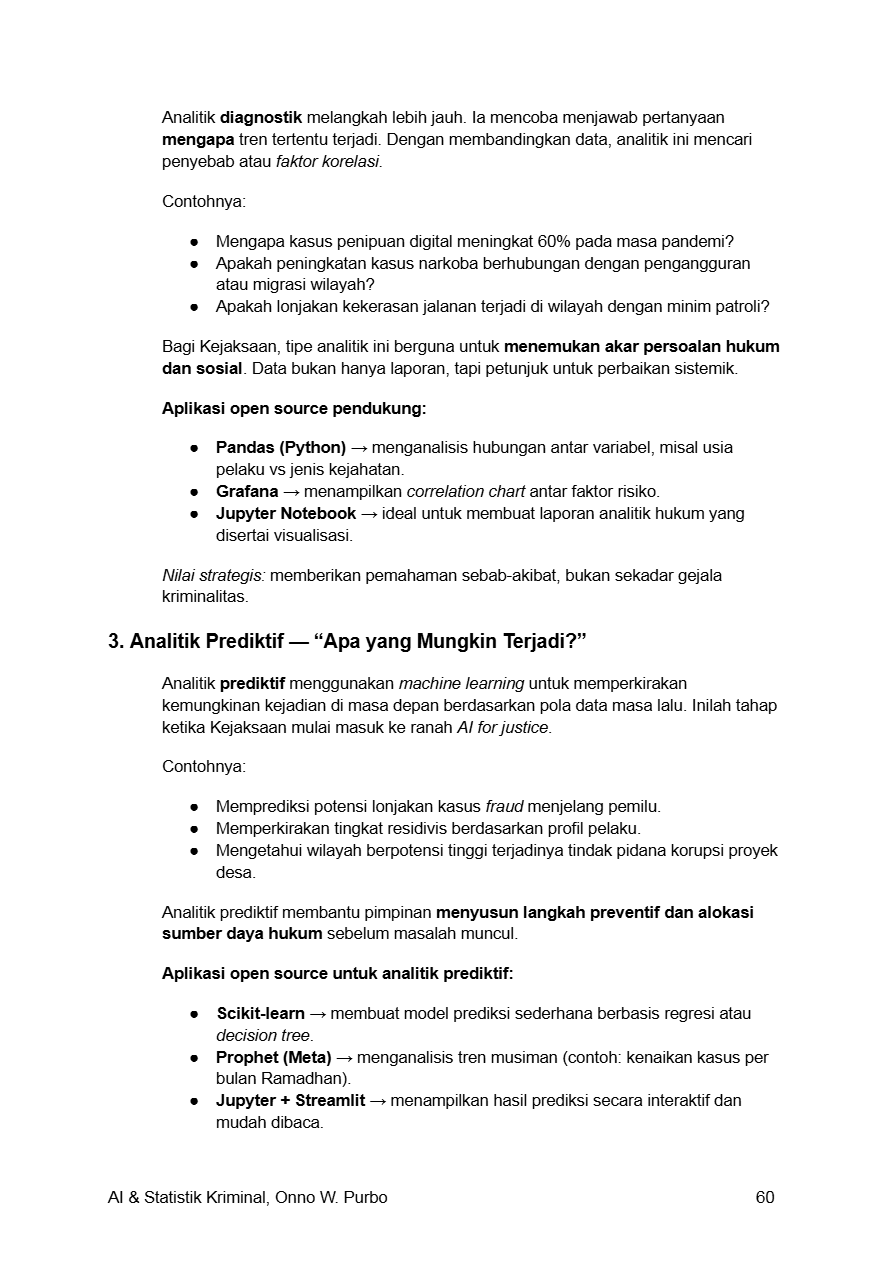 Analitik diagnostik melangkah lebih jauh. Ia mencoba menjawab pertanyaan
mengapa tren tertentu terjadi. Dengan membandingkan data, analitik ini mencari
penyebab atau faktor korelasi.
Contohnya:
● Mengapa kasus penipuan digital meningkat 60% pada masa pandemi?
● Apakah peningkatan kasus narkoba berhubungan dengan pengangguran
atau migrasi wilayah?
● Apakah lonjakan kekerasan jalanan terjadi di wilayah dengan minim patroli?
Bagi Kejaksaan, tipe analitik ini berguna untuk menemukan akar persoalan hukum
dan sosial. Data bukan hanya laporan, tapi petunjuk untuk perbaikan sistemik.
Aplikasi open source pendukung:
● Pandas (Python) → menganalisis hubungan antar variabel, misal usia
pelaku vs jenis kejahatan.
● Grafana → menampilkan correlation chart antar faktor risiko.
● Jupyter Notebook → ideal untuk membuat laporan analitik hukum yang
disertai visualisasi.
Nilai strategis: memberikan pemahaman sebab-akibat, bukan sekadar gejala
kriminalitas.
3. Analitik Prediktif — “Apa yang Mungkin Terjadi?”
Analitik prediktif menggunakan machine learning untuk memperkirakan
kemungkinan kejadian di masa depan berdasarkan pola data masa lalu. Inilah tahap
ketika Kejaksaan mulai masuk ke ranah AI for justice.
Contohnya:
● Memprediksi potensi lonjakan kasus fraud menjelang pemilu.
● Memperkirakan tingkat residivis berdasarkan profil pelaku.
● Mengetahui wilayah berpotensi tinggi terjadinya tindak pidana korupsi proyek
desa.
Analitik prediktif membantu pimpinan menyusun langkah preventif dan alokasi
sumber daya hukum sebelum masalah muncul.
Aplikasi open source untuk analitik prediktif:
● Scikit-learn → membuat model prediksi sederhana berbasis regresi atau
decision tree.
● Prophet (Meta) → menganalisis tren musiman (contoh: kenaikan kasus per
bulan Ramadhan).
● Jupyter + Streamlit → menampilkan hasil prediksi secara interaktif dan
mudah dibaca.
AI & Statistik Kriminal, Onno W. Purbo 60